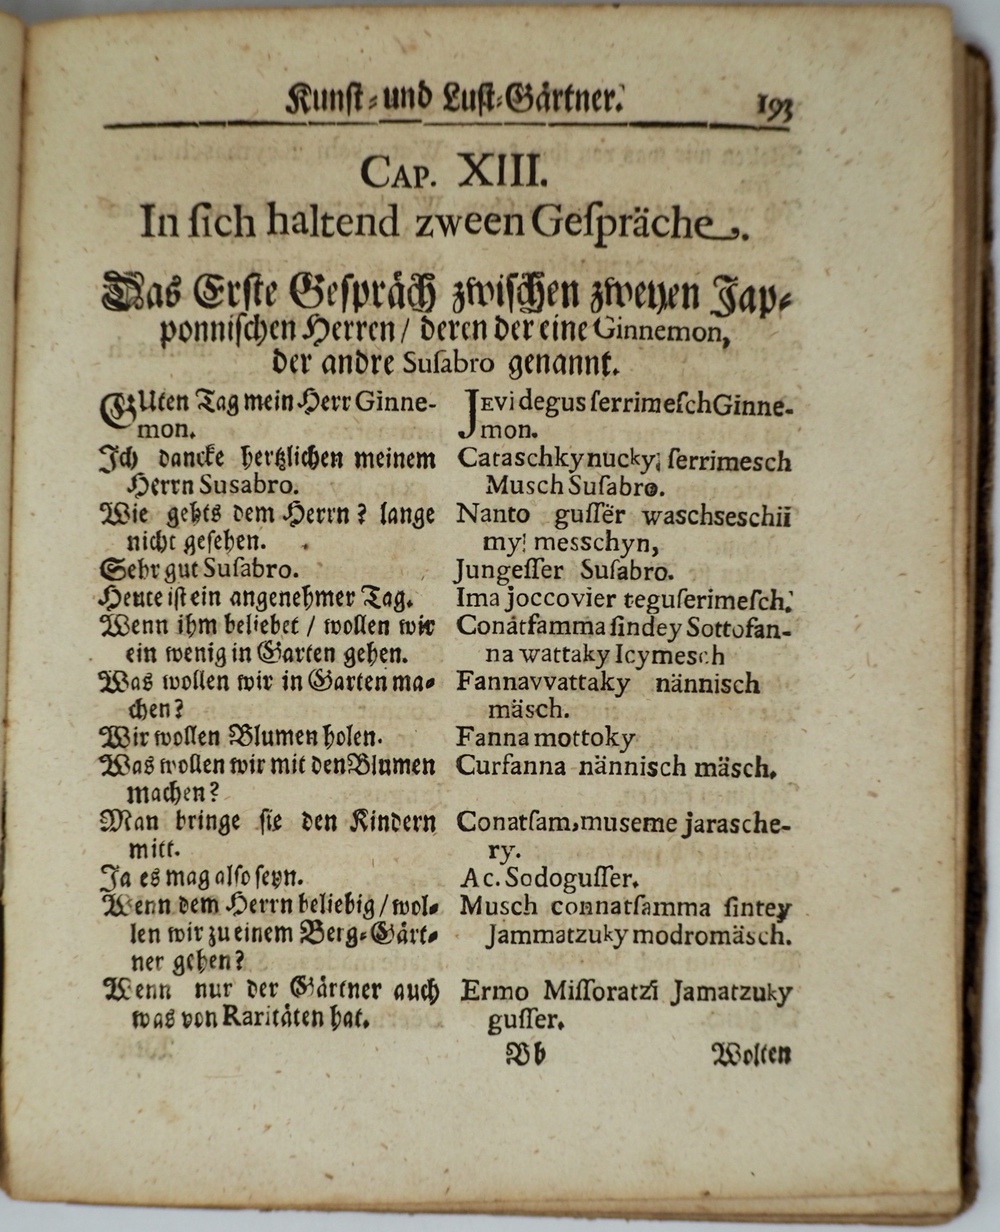 Kunſt- und Luſt-Gårtner. 193
CAP. XIII.
In ſich haltend zween Geſpräche.
Das Erſte Geſpråch zwiſchen zweyen Jap-
ponniſchen Herren / deren der eine Ginnemon,
der andre Suſabro genannt.
GUten Tag mein Herr Ginne-
mon.
Ich dancke hertzlichen meinem
Herrn Susabro.
Wie gehts dem Herrn? lange
nicht geſehen.
Sehr gut Suſabro.
Heute iſt ein angenehmer Tag.
Wenn ihm beliebet / wollen wir
ein wenig in Garten gehen.
Was wollen wir in Garten ma-
chen?
Wir wollen Blumen holen.
Was wollen wir mit den Blumen
machen?
Man bringe ſie den Kindern
mitt.
Ja es mag alſo ſeyn.
Wenn dem Herrn beliebig / wol-
len wir zu einem Berg-Gårt-
ner gehen?
Wenn nur der Gårtner auch
was von Raritåten hat.
JEvi degus ſerrimeſch Ginne-
mon.
Cataschky nucky; ſerrimesch
Musch Suſabro.
Nanto guſſër waschseschii
my! messchyn,
Jungeſſer Suſabro.
Ima joccovier teguſerimeſch.
Conatſamma ſindey Sottofan-
na wattaky Icymesch
Fannavvattaky nännisch
mäsch.
Fanna mottoky
Curfanna nännisch mäsch.
Conatſam, museme jarasche-
ry.
Ac. Sodoguſſer.
Musch connatſamma ſintey
Jammatzuky modromäsch.
Ermo Miſſoratzi Jamatzuky
guſſer.
Bb Wolten